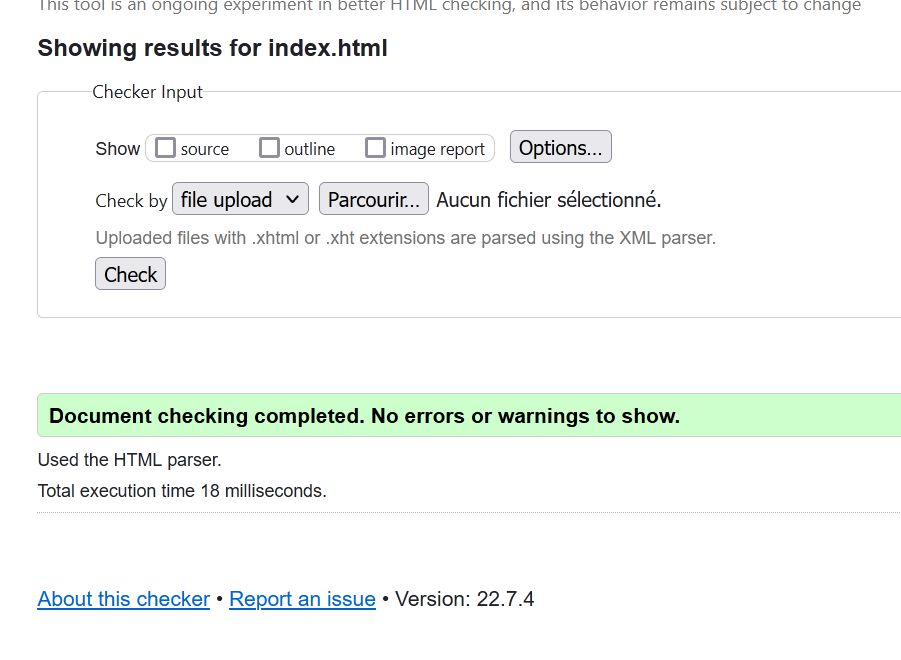 This tool is an ongoing experiment in better HTML checking, and its behavior remains subject to change
Showing results for index.html
Checker Input
Show source outline image report Options...
Check by file upload Parcourir... Aucun fichier sélectionné.
Uploaded files with .xhtml or .xht extensions are parsed using the XML parser.
Check
Document checking completed. No errors or warnings to show.
Used the HTML parser.
Total execution time 18 milliseconds.
About this checker • Report an issue • Version: 22.7.4